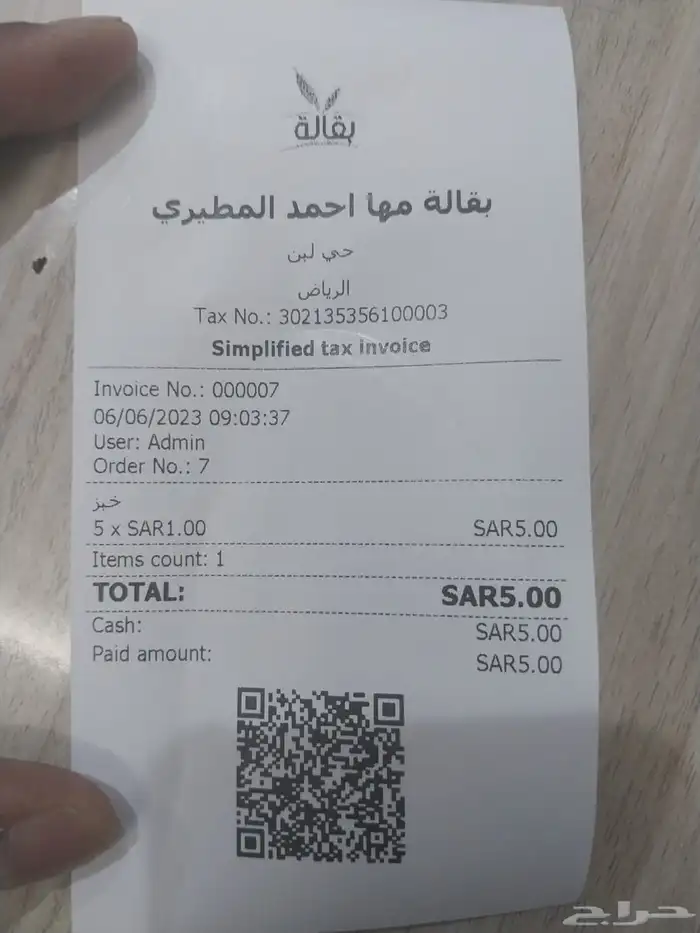 بقالة
بقالة مها احمد المطيري
حي لبن
الرياض
Tax No.: 302135356100003
Simplified tax invoice
Invoice No.: 000007
06/06/2023 09:03:37
User: Admin
Order No.: 7
خبز
5 x SAR1.00 SAR5.00
Items count: 1
TOTAL: SAR5.00
Cash: SAR5.00
Paid amount: SAR5.00
حراج